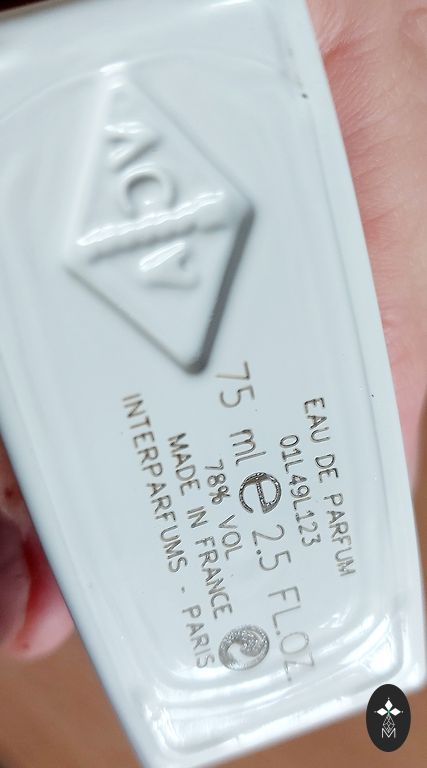 EAU DE PARFUM
01L49L123
75 ml e 2.5 FL.OZ.
78% VOL
MADE IN FRANCE
INTERPARFUMS - PARIS
M